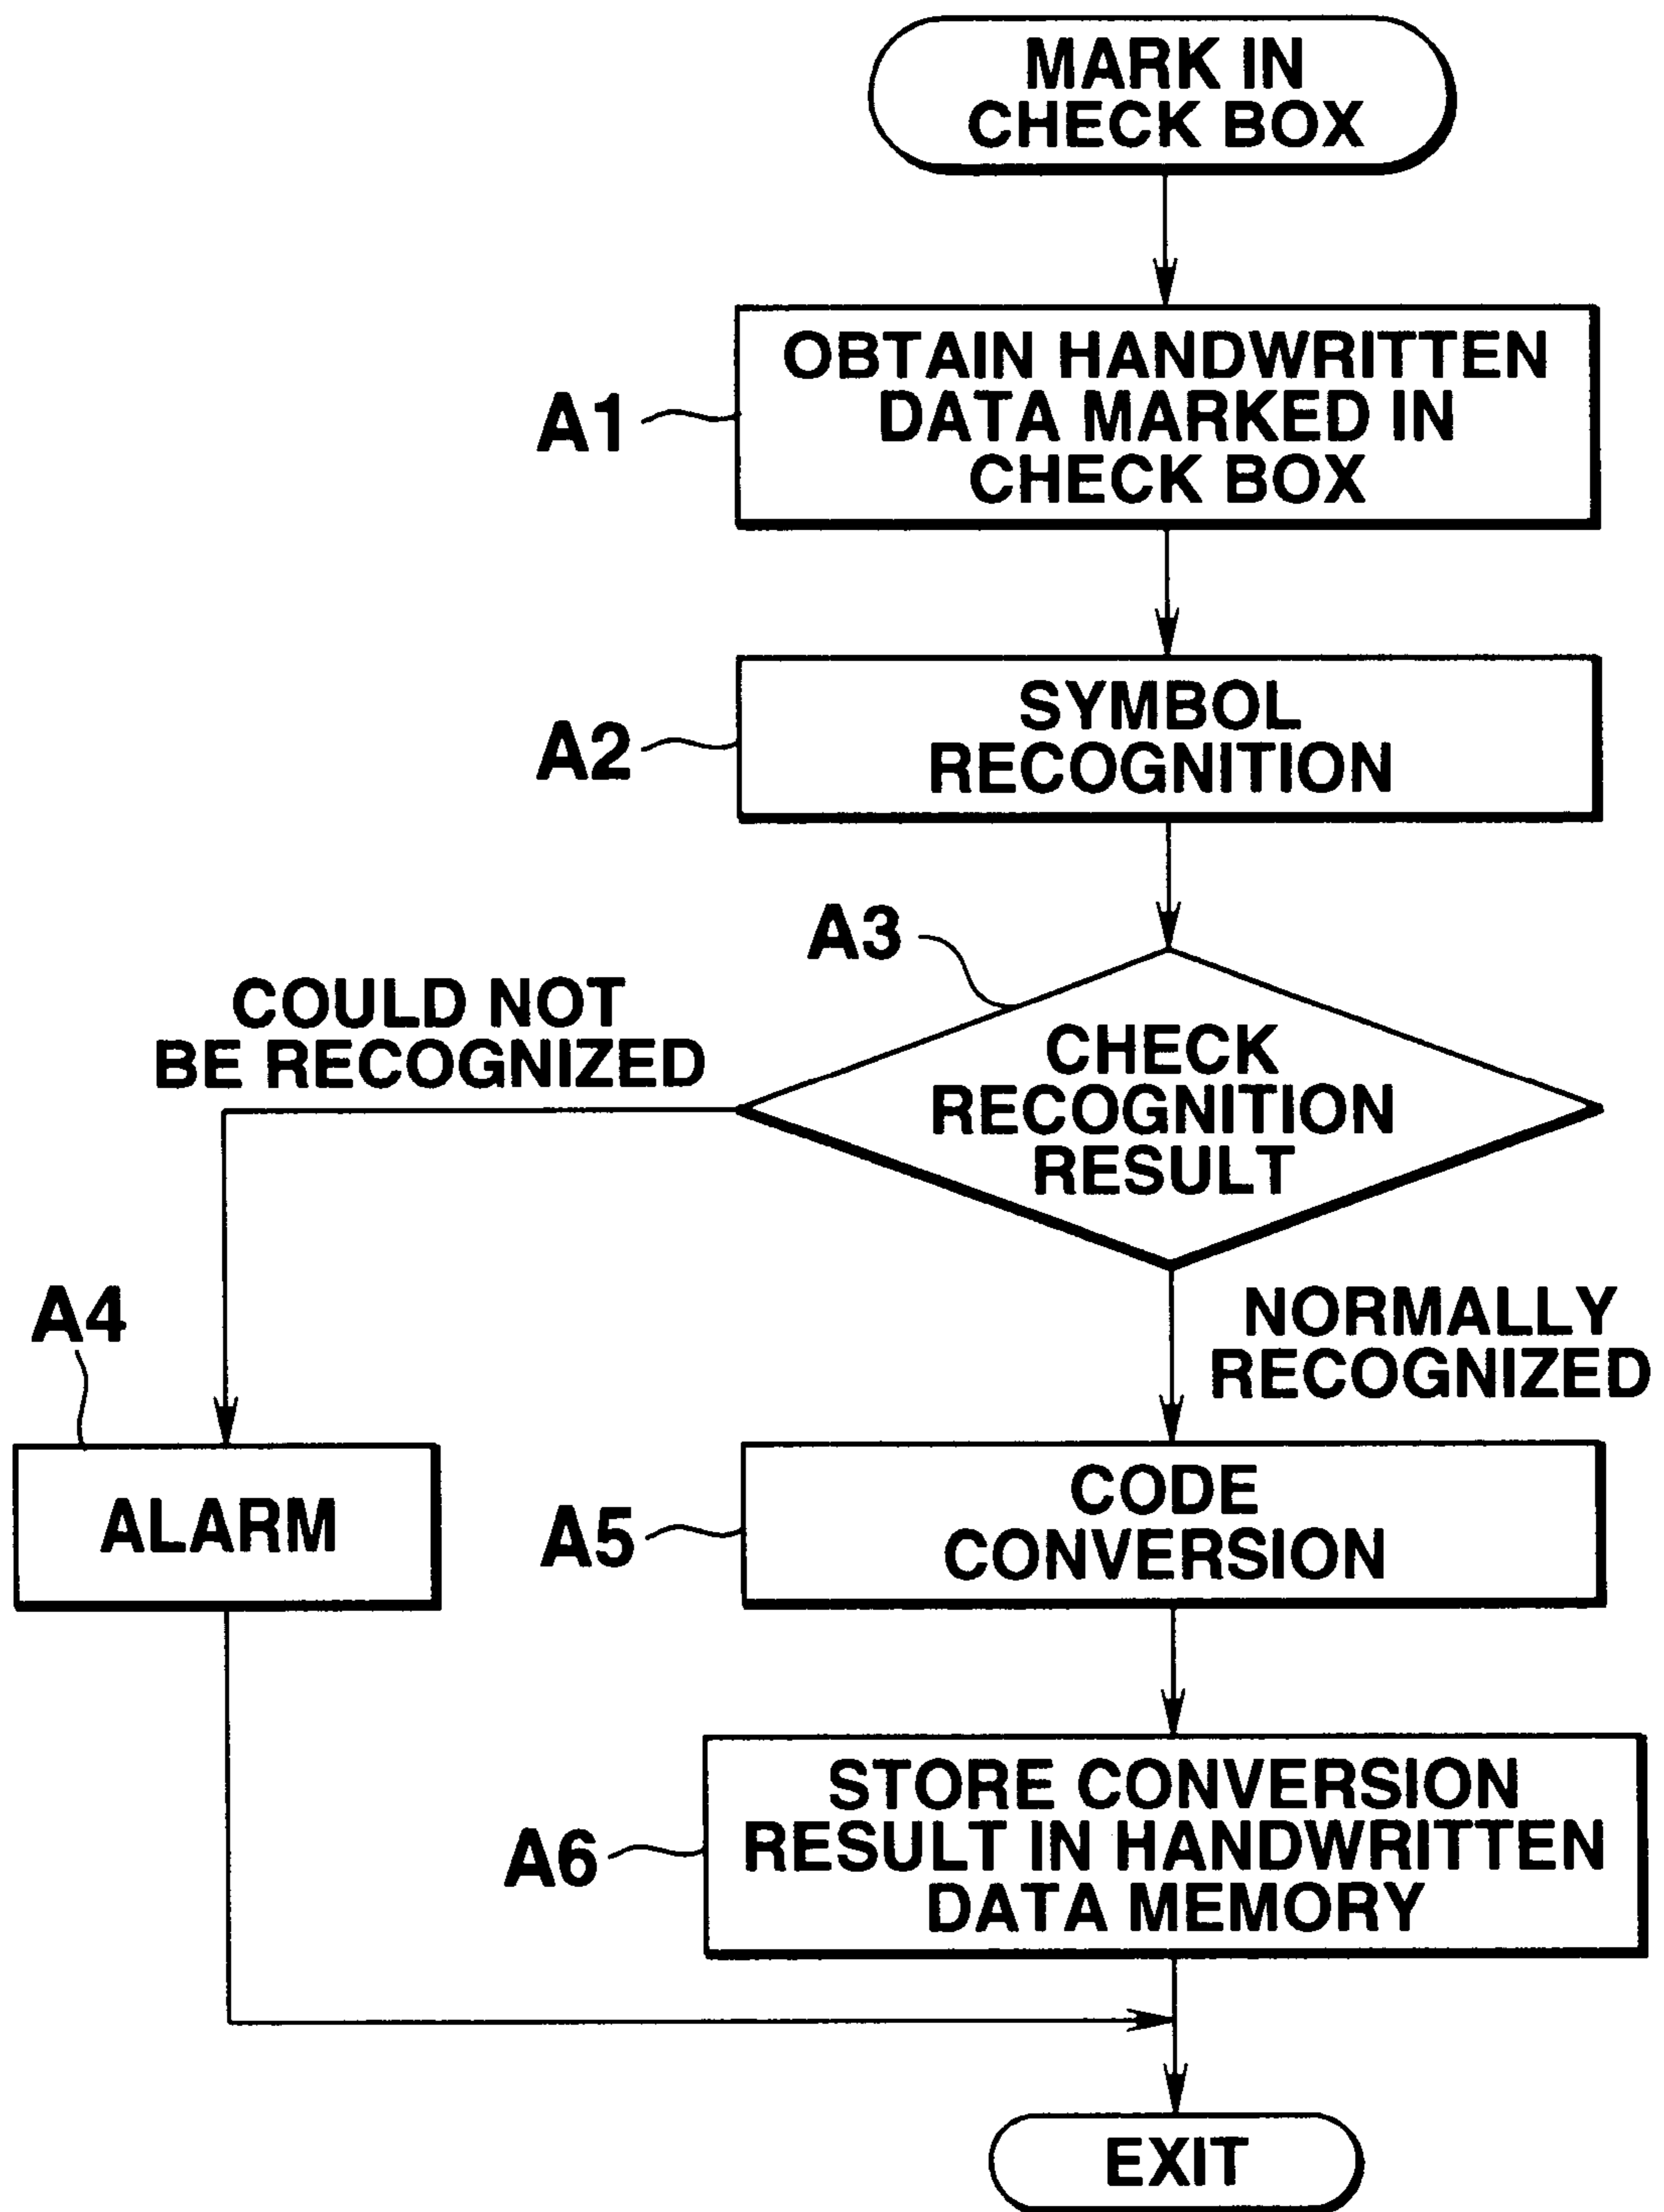 MARK IN
CHECK BOX
A1
OBTAIN HANDWRITTEN
DATA MARKED IN
CHECK BOX
A2
SYMBOL
RECOGNITION
A3
CHECK
RECOGNITION
RESULT
COULD NOT
BE RECOGNIZED
NORMALLY
RECOGNIZED
A4
ALARM
A5
CODE
CONVERSION
A6
STORE CONVERSION
RESULT IN HANDWRITTEN
DATA MEMORY
EXIT